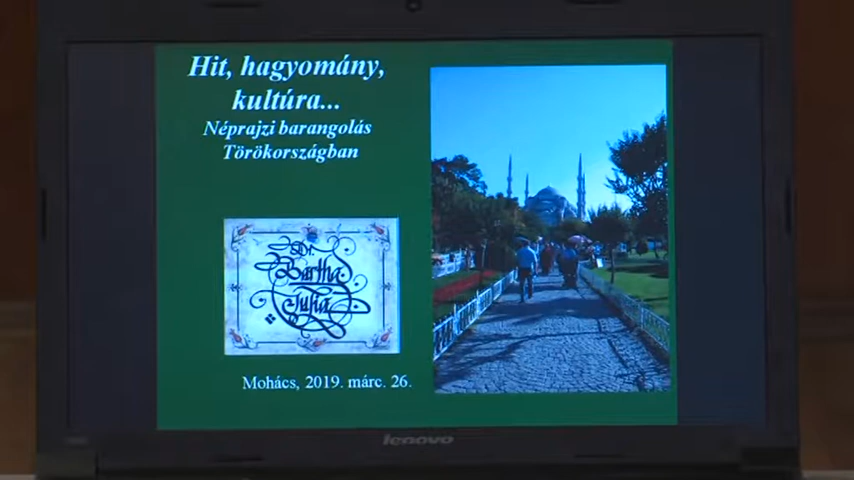 Hit, hagyomány,
kultúra...
Néprajzi barangolás
Törökországban
Dr.
Bartha
Júlia
Mohács, 2019. márc. 26.
lenovo